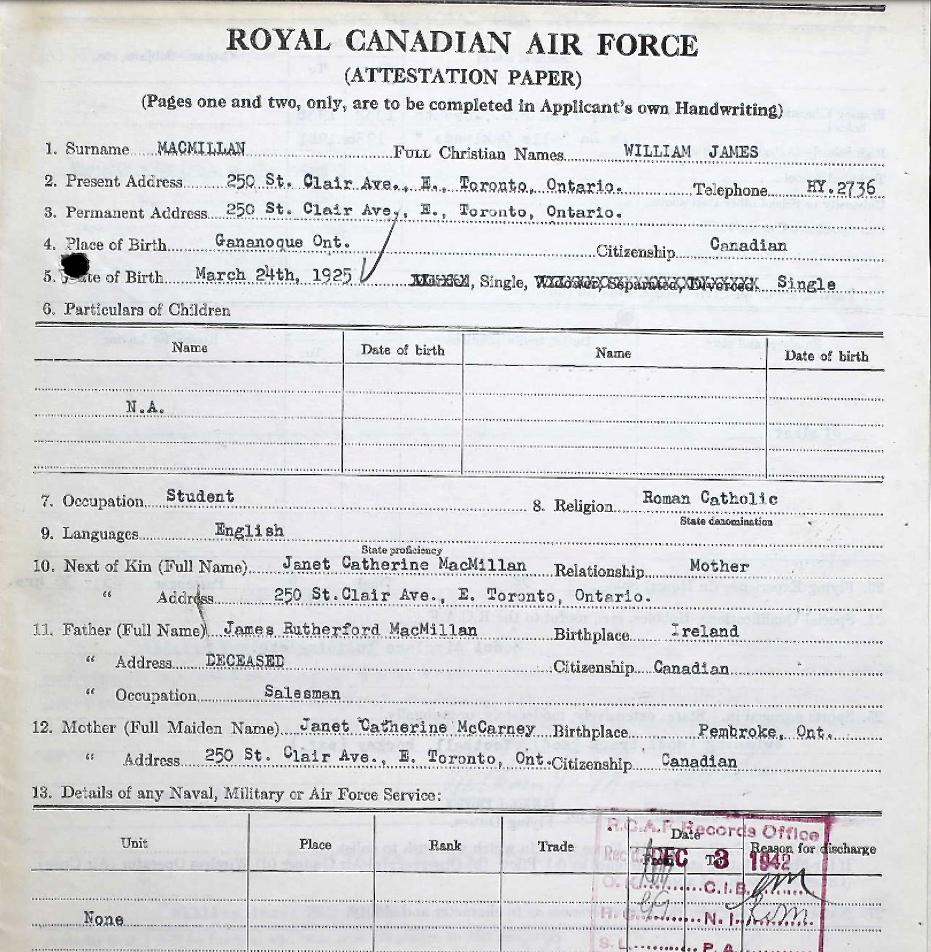 ROYAL CANADIAN AIR FORCE
(ATTESTATION PAPER)
(Pages one and two, only, are to be completed in Applicant's own Handwriting)
1. Surname MACMILLAN FULL Christian Names WILLIAM JAMES
2. Present Address 250 St. Clair Ave., E., Toronto, Ontario. Telephone HY.2736
3. Permanent Address 250 St. Clair Ave., E., Toronto, Ontario.
4. Place of Birth Gananoque Ont. Citizenship Canadian
5. Date of Birth March 24th, 1925 Married, Single, Widower, Separated, Divorced. Single
6. Particulars of Children
Name Date of birth Name Date of birth
N.A.
7. Occupation Student 8. Religion Roman Catholic
State denomination
9. Languages English
State proficiency
10. Next of Kin (Full Name) Janet Catherine MacMillan Relationship Mother
" Address 250 St.Clair Ave., E. Toronto, Ontario.
11. Father (Full Name) James Rutherford MacMillan Birthplace Ireland
" Address DECEASED Citizenship Canadian
" Occupation Salesman
12. Mother (Full Maiden Name) Janet Catherine McCarney Birthplace Pembroke, Ont.
" Address 250 St. Clair Ave., E. Toronto, Ont. Citizenship Canadian
13. Details of any Naval, Military or Air Force Service:
R.C.A.F. Records Office
Unit Place Rank Trade Date Reason for discharge
Rec'd DEC 3 1942
From To
C.I.B.
None
H.Q. N.I.
S.L. P.A.